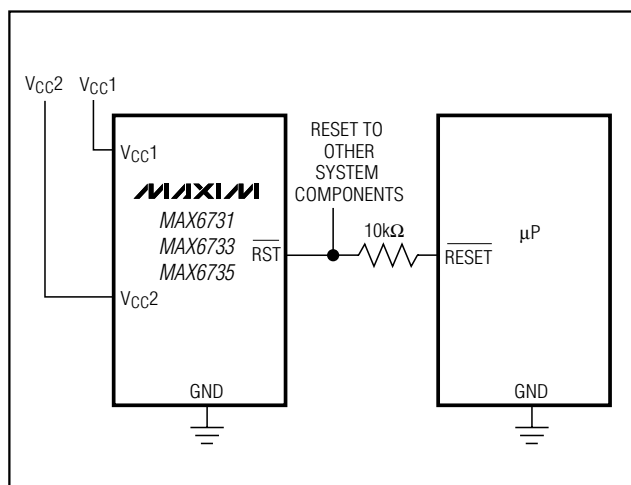 VCC2 VCC1
VCC1
MAXIM
MAX6731
MAX6733
MAX6735
RST
VCC2
GND
RESET TO
OTHER
SYSTEM
COMPONENTS
10kΩ
RESET
µP
GND